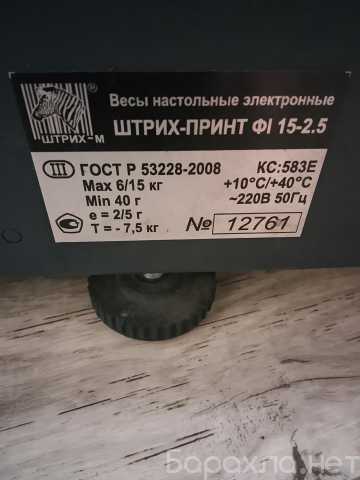 Весы настольные электронные
ШТРИХ-М
ШТРИХ-ПРИНТ ФI 15-2.5
III ГОСТ Р 53228-2008 КС:583Е
Max 6/15 кг +10°С/+40°С
Min 40 г ~220В 50Гц
e = 2/5 г
T = - 7,5 кг № 12761
барахла.нет